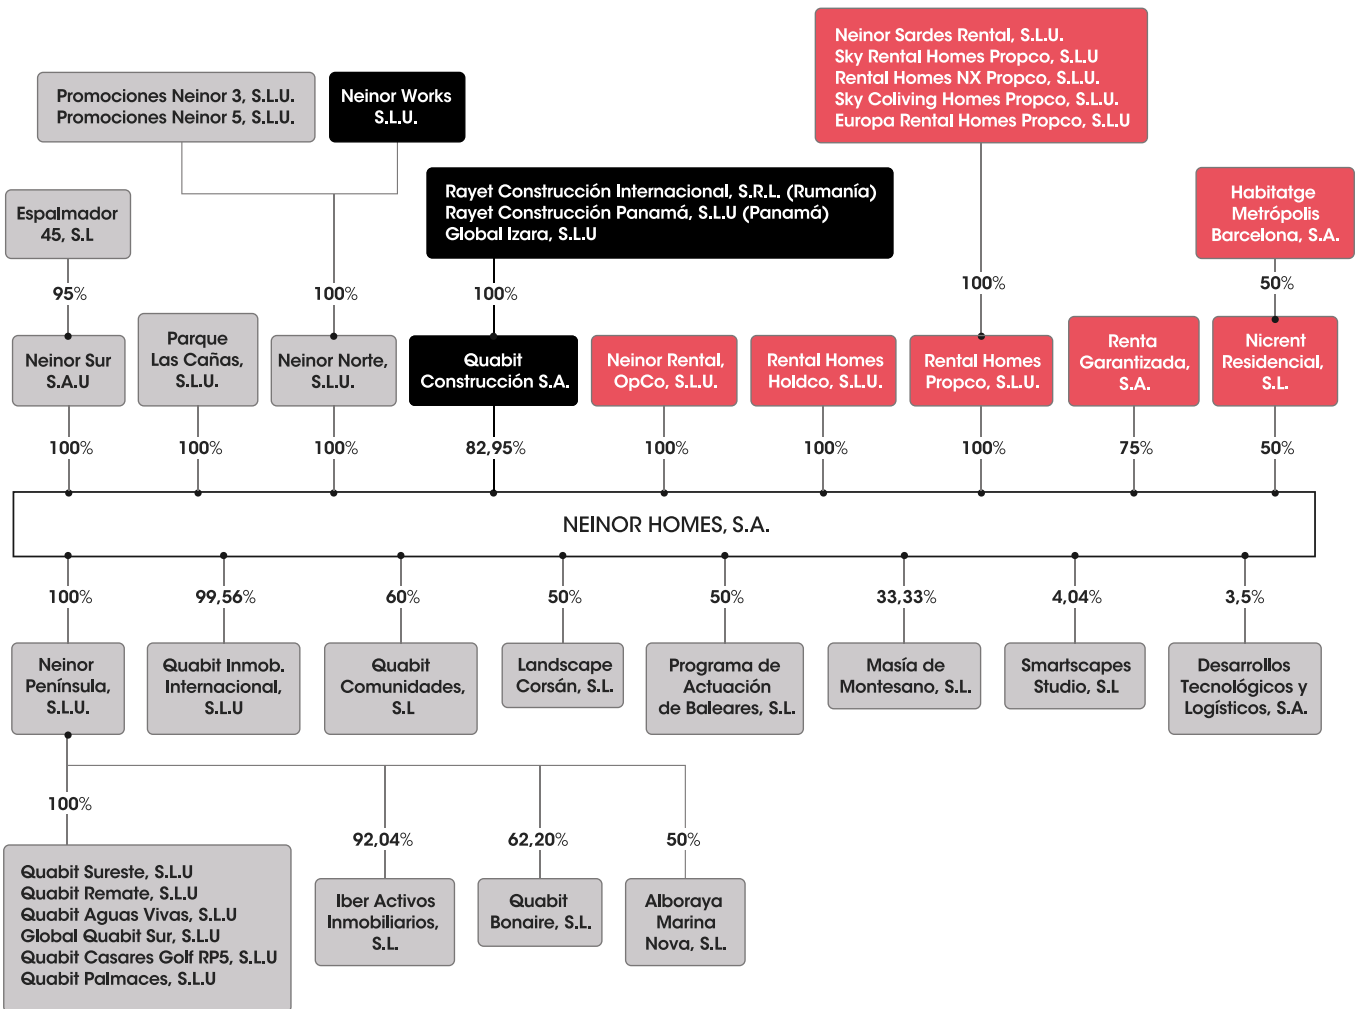 Neinor Sardes Rental, S.L.U.
Sky Rental Homes Propco, S.L.U
Rental Homes NX Propco, S.L.U.
Sky Coliving Homes Propco, S.L.U.
Europa Rental Homes Propco, S.L.U
Promociones Neinor 3, S.L.U.
Promociones Neinor 5, S.L.U.
Neinor Works
S.L.U.
Rayet Construcción Internacional, S.R.L. (Rumanía)
Rayet Construcción Panamá, S.L.U (Panamá)
Global Izara, S.L.U
Habitatge
Metrópolis
Barcelona, S.A.
Espalmador
45, S.L
95%
100%
100%
100%
50%
Neinor Sur
S.A.U
Parque
Las Cañas,
S.L.U.
Neinor Norte,
S.L.U.
Quabit
Construcción S.A.
Neinor Rental,
OpCo, S.L.U.
Rental Homes
Holdco, S.L.U.
Rental Homes
Propco, S.L.U.
Renta
Garantizada,
S.A.
Nicrent
Residencial,
S.L.
100%
100%
100%
82,95%
100%
100%
100%
75%
50%
NEINOR HOMES, S.A.
100%
99,56%
60%
50%
50%
33,33%
4,04%
3,5%
Neinor
Península,
S.L.U.
Quabit Inmob.
Internacional,
S.L.U
Quabit
Comunidades,
S.L
Landscape
Corsán, S.L.
Programa de
Actuación
de Baleares, S.L.
Masía de
Montesano, S.L.
Smartscapes
Studio, S.L
Desarrollos
Tecnológicos y
Logísticos, S.A.
100%
92,04%
62,20%
50%
Quabit Sureste, S.L.U
Quabit Remate, S.L.U
Quabit Aguas Vivas, S.L.U
Global Quabit Sur, S.L.U
Quabit Casares Golf RP5, S.L.U
Quabit Palmaces, S.L.U
Iber Activos
Inmobiliarios,
S.L.
Quabit
Bonaire, S.L.
Alboraya
Marina
Nova, S.L.